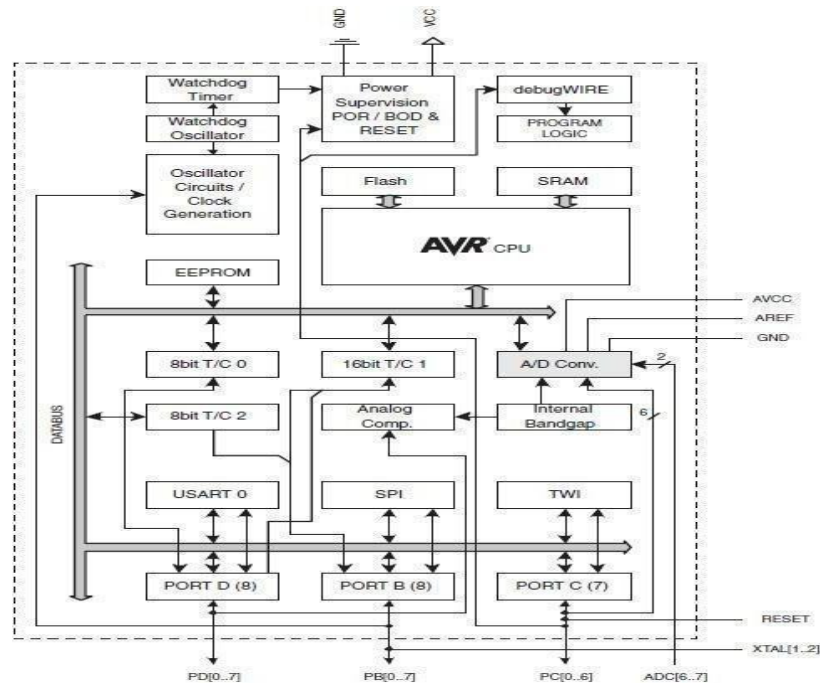 GND
VCC
Watchdog
Timer
Power
Supervision
POR / BOD &
RESET
debugWIRE
Watchdog
Oscillator
PROGRAM
LOGIC
Oscillator
Circuits /
Clock
Generation
Flash
SRAM
AVR® CPU
EEPROM
AVCC
AREF
GND
8bit T/C 0
16bit T/C 1
A/D Conv.
2
DATABUS
8bit T/C 2
Analog
Comp.
Internal
Bandgap
6
USART 0
SPI
TWI
PORT D (8)
PORT B (8)
PORT C (7)
RESET
XTAL[1..2]
PD[0..7]
PB[0..7]
PC[0..6]
ADC[6..7]